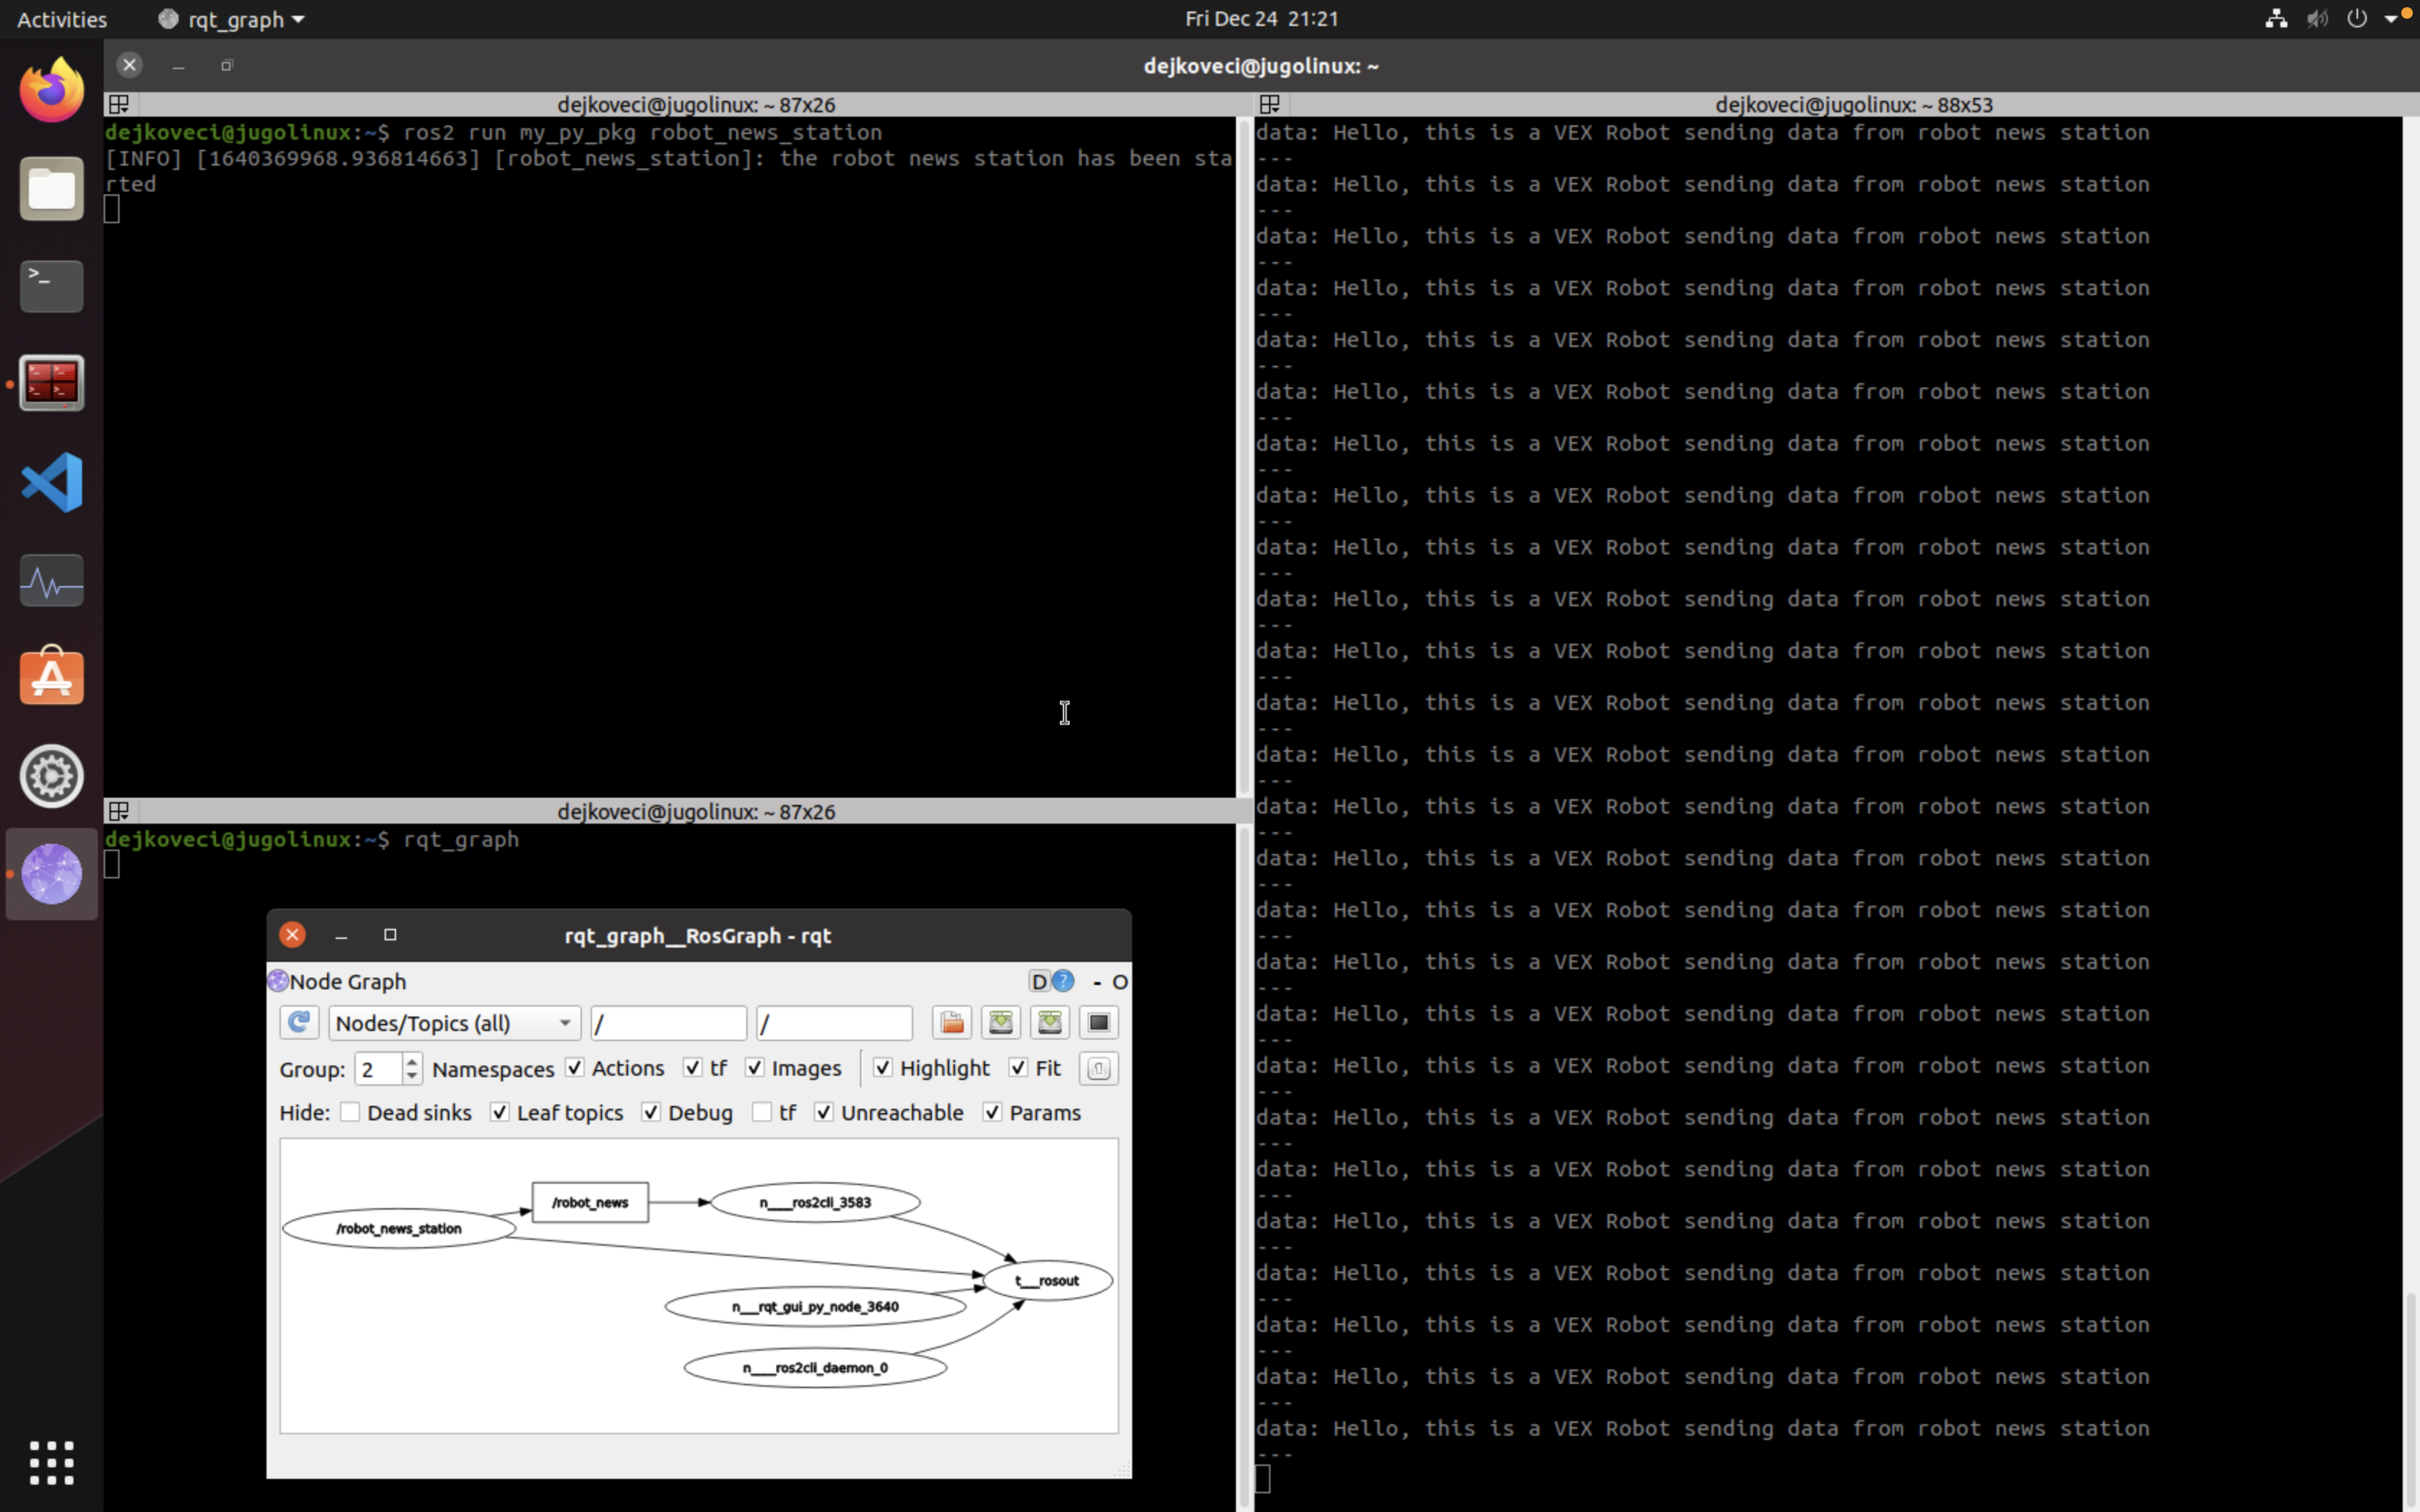 Activities rqt_graph Fri Dec 24 21:21
dejkoveci@jugolinux: ~
dejkoveci@jugolinux: ~ 87x26
dejkoveci@jugolinux:~$ ros2 run my_py_pkg robot_news_station
[INFO] [1640369968.936814663] [robot_news_station]: the robot news station has been sta
rted
dejkoveci@jugolinux: ~ 87x26
dejkoveci@jugolinux:~$ rqt_graph
rqt_graph__RosGraph - rqt
Node Graph D ? - O
Nodes/Topics (all) / /
Group: 2 Namespaces Actions tf Images Highlight Fit
Hide: Dead sinks Leaf topics Debug tf Unreachable Params
/robot_news n___ros2cli_3583
/robot_news_station
t__rosout
n__rqt_gui_py_node_3640
n___ros2cli_daemon_0
dejkoveci@jugolinux: ~ 88x53
data: Hello, this is a VEX Robot sending data from robot news station
---
data: Hello, this is a VEX Robot sending data from robot news station
---
data: Hello, this is a VEX Robot sending data from robot news station
---
data: Hello, this is a VEX Robot sending data from robot news station
---
data: Hello, this is a VEX Robot sending data from robot news station
---
data: Hello, this is a VEX Robot sending data from robot news station
---
data: Hello, this is a VEX Robot sending data from robot news station
---
data: Hello, this is a VEX Robot sending data from robot news station
---
data: Hello, this is a VEX Robot sending data from robot news station
---
data: Hello, this is a VEX Robot sending data from robot news station
---
data: Hello, this is a VEX Robot sending data from robot news station
---
data: Hello, this is a VEX Robot sending data from robot news station
---
data: Hello, this is a VEX Robot sending data from robot news station
---
data: Hello, this is a VEX Robot sending data from robot news station
---
data: Hello, this is a VEX Robot sending data from robot news station
---
data: Hello, this is a VEX Robot sending data from robot news station
---
data: Hello, this is a VEX Robot sending data from robot news station
---
data: Hello, this is a VEX Robot sending data from robot news station
---
data: Hello, this is a VEX Robot sending data from robot news station
---
data: Hello, this is a VEX Robot sending data from robot news station
---
data: Hello, this is a VEX Robot sending data from robot news station
---
data: Hello, this is a VEX Robot sending data from robot news station
---
data: Hello, this is a VEX Robot sending data from robot news station
---
data: Hello, this is a VEX Robot sending data from robot news station
---
data: Hello, this is a VEX Robot sending data from robot news station
---
data: Hello, this is a VEX Robot sending data from robot news station
---